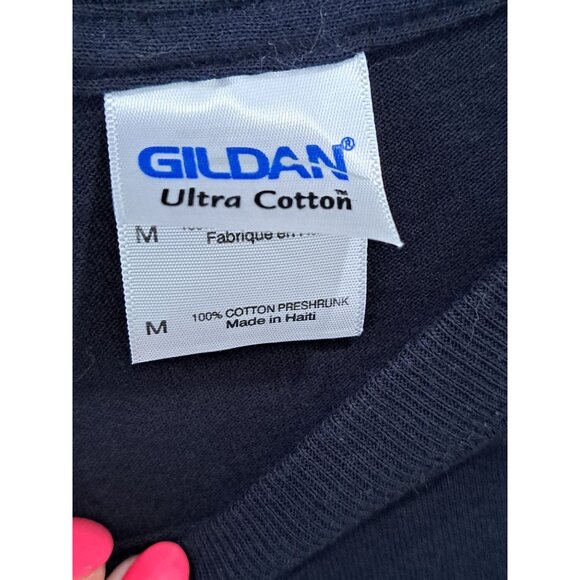 GILDAN®
Ultra Cotton™
M
Fabrique en
M 100% COTTON PRESHRUNK
Made in Haiti